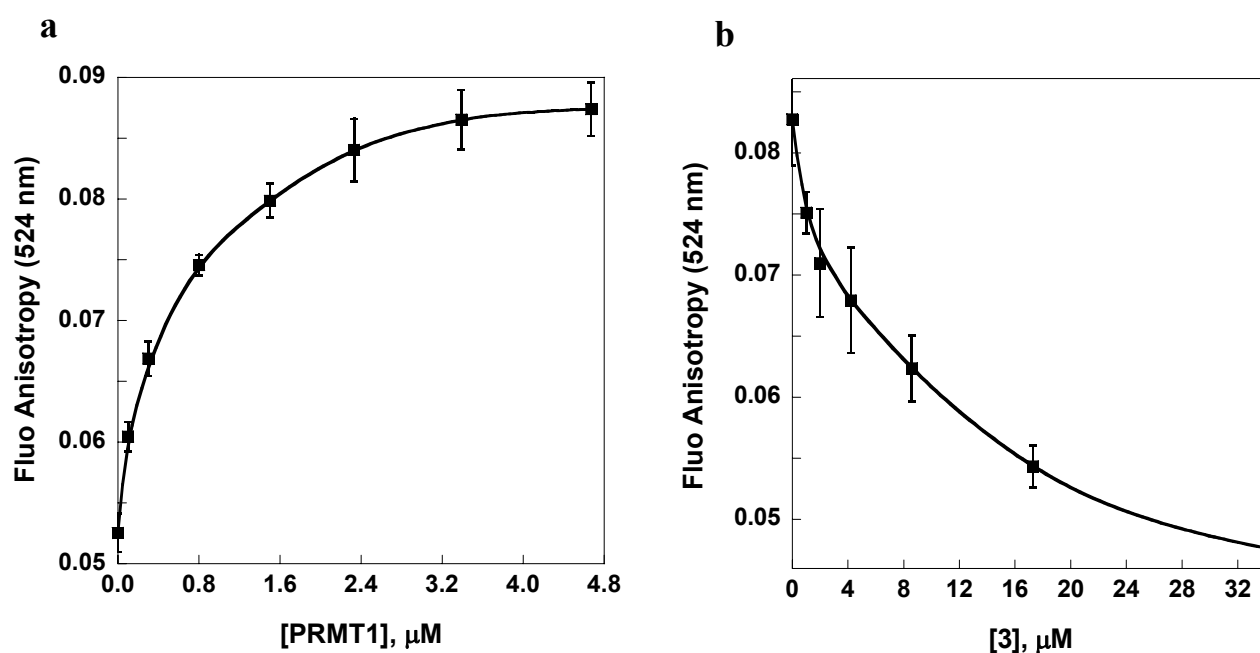 a
0.09
0.08
0.07
0.06
0.05
0.0 0.8 1.6 2.4 3.2 4.0 4.8
Fluo Anisotropy (524 nm)
[PRMT1], μM
b
0.08
0.07
0.06
0.05
0 4 8 12 16 20 24 28 32
Fluo Anisotropy (524 nm)
[3], μM